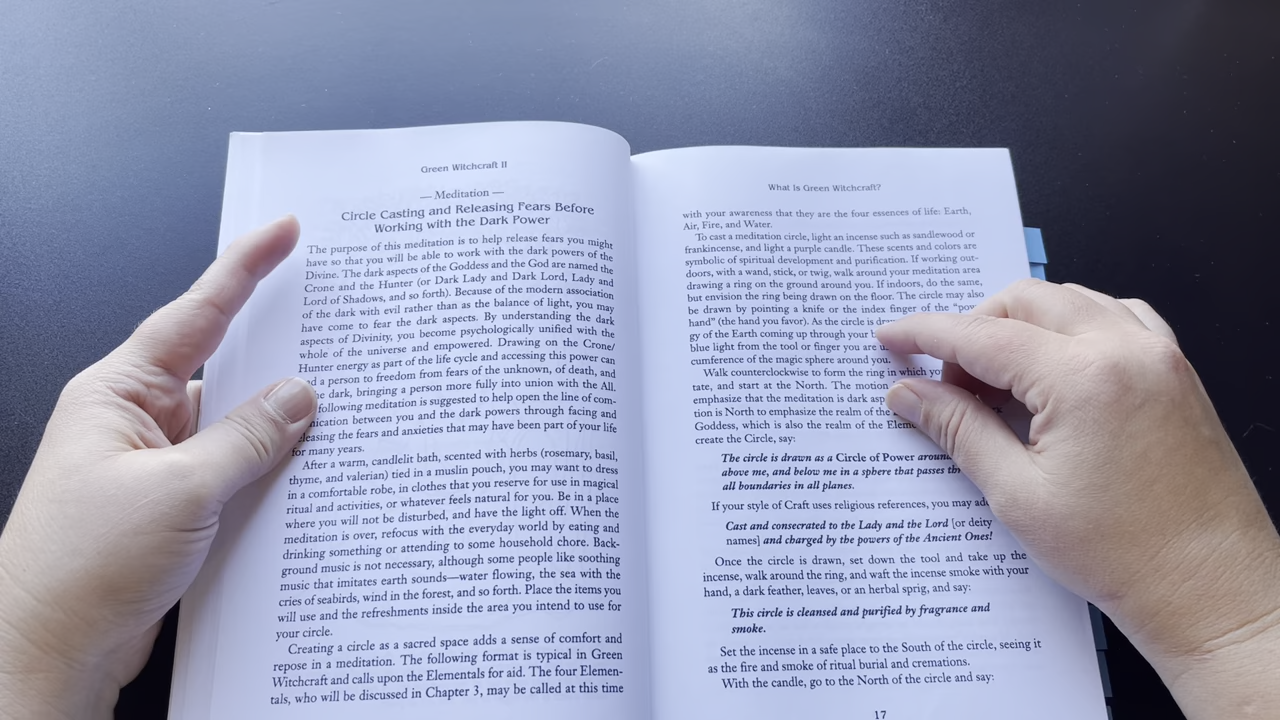 Green Witchcraft II
— Meditation —
Circle Casting and Releasing Fears Before
Working with the Dark Power
The purpose of this meditation is to help release fears you might
have so that you will be able to work with the dark powers of the
Divine. The dark aspects of the Goddess and the God are named the
Crone and the Hunter (or Dark Lady and Dark Lord, Lady and
Lord of Shadows, and so forth). Because of the modern association
of the dark with evil rather than as the balance of light, you may
have come to fear the dark aspects. By understanding the dark
aspects of Divinity, you become psychologically unified with the
whole of the universe and empowered. Drawing on the Crone/
Hunter energy as part of the life cycle and accessing this power can
a person to freedom from fears of the unknown, of death, and
the dark, bringing a person more fully into union with the All.
following meditation is suggested to help open the line of com-
nication between you and the dark powers through facing and
releasing the fears and anxieties that may have been part of your life
for many years.
After a warm, candlelit bath, scented with herbs (rosemary, basil,
thyme, and valerian) tied in a muslin pouch, you may want to dress
in a comfortable robe, in clothes that you reserve for use in magical
ritual and activities, or whatever feels natural for you. Be in a place
where you will not be disturbed, and have the light off. When the
meditation is over, refocus with the everyday world by eating and
drinking something or attending to some household chore. Back-
ground music is not necessary, although some people like soothing
music that imitates earth sounds—water flowing, the sea with the
cries of seabirds, wind in the forest, and so forth. Place the items you
will use and the refreshments inside the area you intend to use for
your circle.
Creating a circle as a sacred space adds a sense of comfort and
repose in a meditation. The following format is typical in Green
Witchcraft and calls upon the Elementals for aid. The four Elemen-
tals, who will be discussed in Chapter 3, may be called at this time
What Is Green Witchcraft?
with your awareness that they are the four essences of life: Earth,
Air, Fire, and Water.
To cast a meditation circle, light an incense such as sandlewood or
frankincense, and light a purple candle. These scents and colors are
symbolic of spiritual development and purification. If working out-
doors, with a wand, stick, or twig, walk around your meditation area
drawing a ring on the ground around you. If indoors, do the same,
but envision the ring being drawn on the floor. The circle may also
be drawn by pointing a knife or the index finger of the "pow
hand" (the hand you favor). As the circle is
gy of the Earth coming up through your
blue light from the tool or finger you are
cumference of the magic sphere around you.
Walk counterclockwise to form the ring in which you
tate, and start at the North. The motion
emphasize that the meditation is dark
tion is North to emphasize the realm of the
Goddess, which is also the realm of the
create the Circle, say:
The circle is drawn as a Circle of Power
above me, and below me in a sphere that passes
all boundaries in all planes.
If your style of Craft uses religious references, you may
Cast and consecrated to the Lady and the Lord [or deity
names] and charged by the powers of the Ancient Ones!
Once the circle is drawn, set down the tool and take up the
incense, walk around the ring, and waft the incense smoke with your
hand, a dark feather, leaves, or an herbal sprig, and say:
This circle is cleansed and purified by fragrance and
smoke.
Set the incense in a safe place to the South of the circle, seeing it
as the fire and smoke of ritual burial and cremations.
With the candle, go to the North of the circle and say:
17